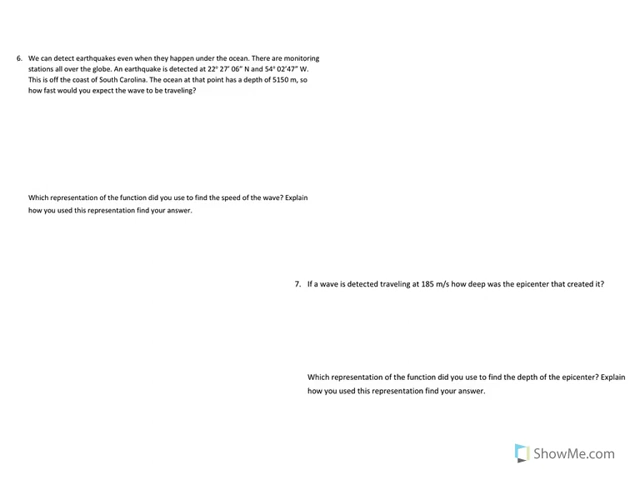 6. We can detect earthquakes even when they happen under the ocean. There are monitoring
stations all over the globe. An earthquake is detected at 22° 27' 06" N and 54° 02'47" W.
This is off the coast of South Carolina. The ocean at that point has a depth of 5150 m, so
how fast would you expect the wave to be traveling?
Which representation of the function did you use to find the speed of the wave? Explain
how you used this representation find your answer.
7. If a wave is detected traveling at 185 m/s how deep was the epicenter that created it?
Which representation of the function did you use to find the depth of the epicenter? Explain
how you used this representation find your answer.
ShowMe.com